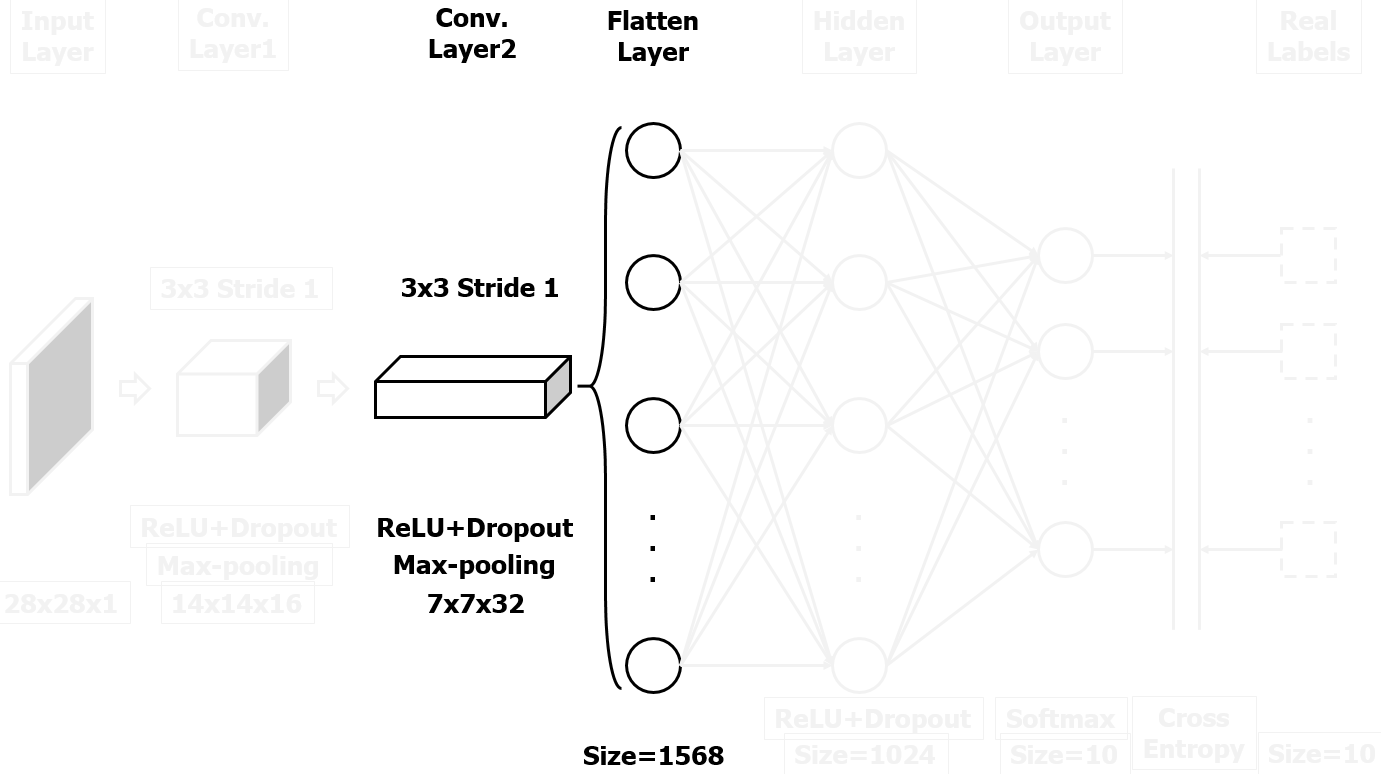 Input
Layer
Conv.
Layer1
Conv.
Layer2
Flatten
Layer
Hidden
Layer
Output
Layer
Real
Labels
3x3 Stride 1
3x3 Stride 1
ReLU+Dropout
Max-pooling
14x14x16
28x28x1
ReLU+Dropout
Max-pooling
7x7x32
Size=1568
ReLU+Dropout
Size=1024
Softmax
Size=10
Cross
Entropy
Size=10